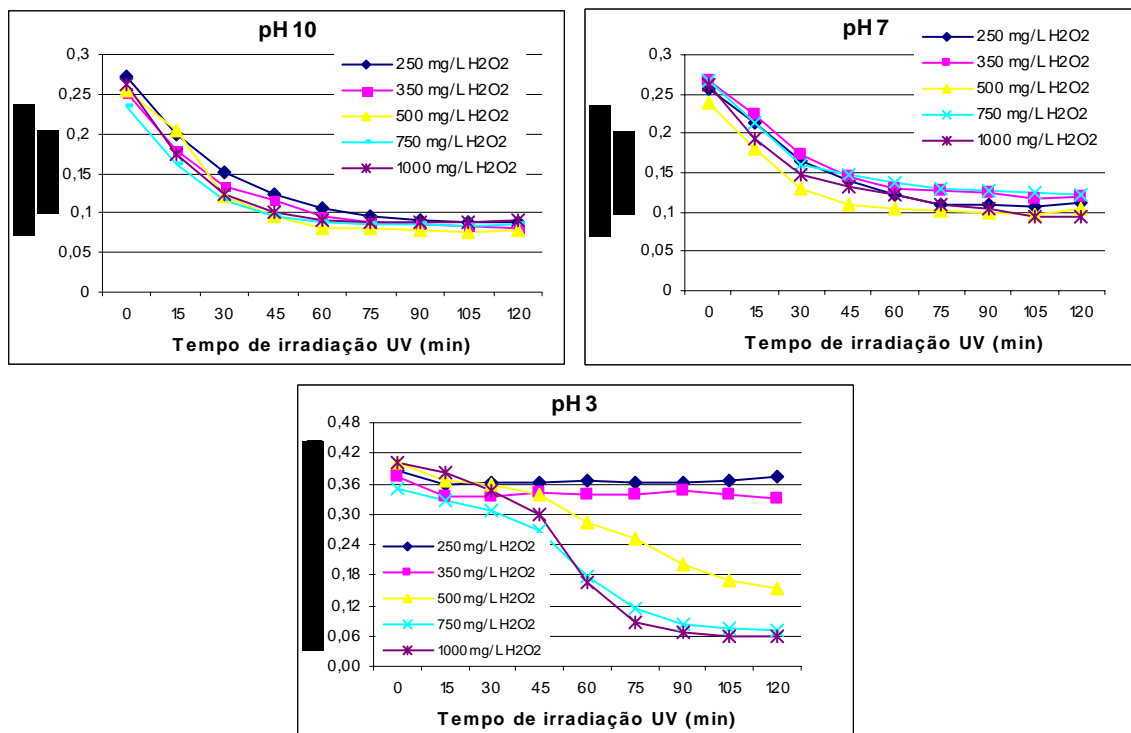 pH 10
0,3
0,25
0,2
0,15
0,1
0,05
0
250 mg/L H2O2
350 mg/L H2O2
500 mg/L H2O2
750 mg/L H2O2
1000 mg/L H2O2
0 15 30 45 60 75 90 105 120
Tempo de irradiação UV (min)
pH 7
0,3
0,25
0,2
0,15
0,1
0,05
0
250 mg/L H2O2
350 mg/L H2O2
500 mg/L H2O2
750 mg/L H2O2
1000 mg/L H2O2
0 15 30 45 60 75 90 105 120
Tempo de irradiação UV (min)
pH 3
0,48
0,42
0,36
0,30
0,24
0,18
0,12
0,06
0,00
250 mg/L H2O2
350 mg/L H2O2
500 mg/L H2O2
750 mg/L H2O2
1000 mg/L H2O2
0 15 30 45 60 75 90 105 120
Tempo de irradiação UV (min)